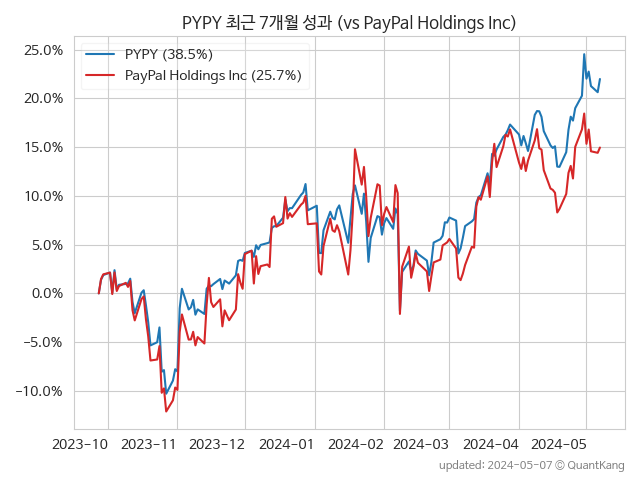 PYPY 최근 7개월 성과 (vs PayPal Holdings Inc)
PYPY (38.5%)
PayPal Holdings Inc (25.7%)
25.0%
20.0%
15.0%
10.0%
5.0%
0.0%
−5.0%
−10.0%
2023-10 2023-11 2023-12 2024-01 2024-02 2024-03 2024-04 2024-05
updated: 2024-05-07 © QuantKang